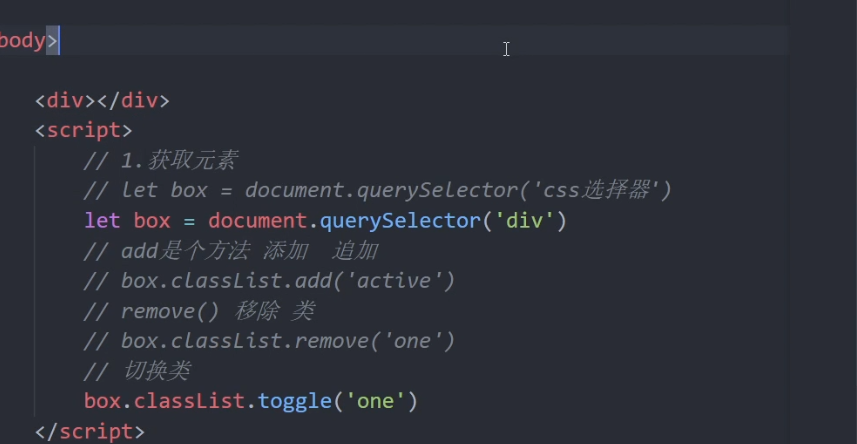 body>
<div></div>
<script>
// 1.获取元素
// let box = document.querySelector('css选择器')
let box = document.querySelector('div')
// add是个方法 添加  追加
// box.classList.add('active')
// remove() 移除 类
// box.classList.remove('one')
// 切换类
box.classList.toggle('one')
</script>